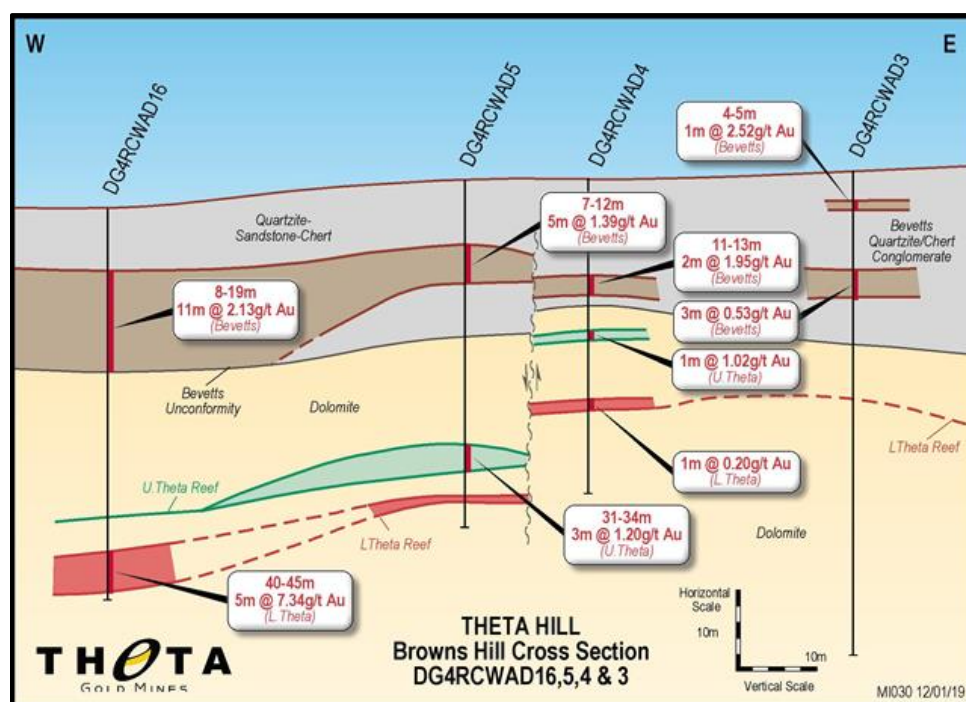 W
E
DG4RCWAD16
DG4RCWAD5
DG4RCWAD4
DG4RCWAD3
4-5m
1m @ 2.52g/t Au
(Bevetts)
7-12m
5m @ 1.39g/t Au
(Bevetts)
Quartzite-
Sandstone-Chert
Bevetts
Quartzite/Chert
Conglomerate
11-13m
2m @ 1.95g/t Au
(Bevetts)
8-19m
11m @ 2.13g/t Au
(Bevetts)
3m @ 0.53g/t Au
(Bevetts)
1m @ 1.02g/t Au
(U.Theta)
Bevetts
Unconformity
Dolomite
L.Theta Reef
1m @ 0.20g/t Au
(L.Theta)
U.Theta Reef
31-34m
3m @ 1.20g/t Au
(U.Theta)
Dolomite
L.Theta Reef
40-45m
5m @ 7.34g/t Au
(L.Theta)
Horizontal
Scale
10m
10m
Vertical Scale
THETA HILL
Browns Hill Cross Section
DG4RCWAD16,5,4 & 3
THETA
GOLD MINES
MI030 12/01/19